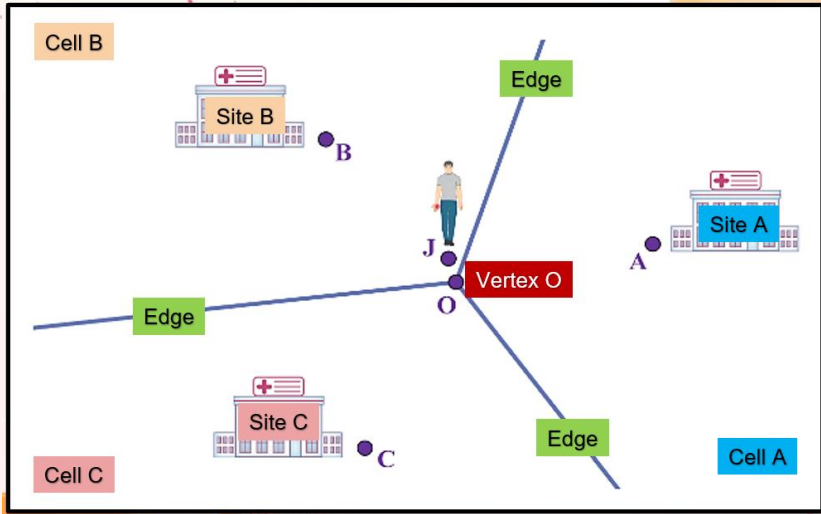 Cell B
Edge
Site B
B
Site A
J
A
Vertex O
O
Edge
Site C
Edge
C
Cell A
Cell C